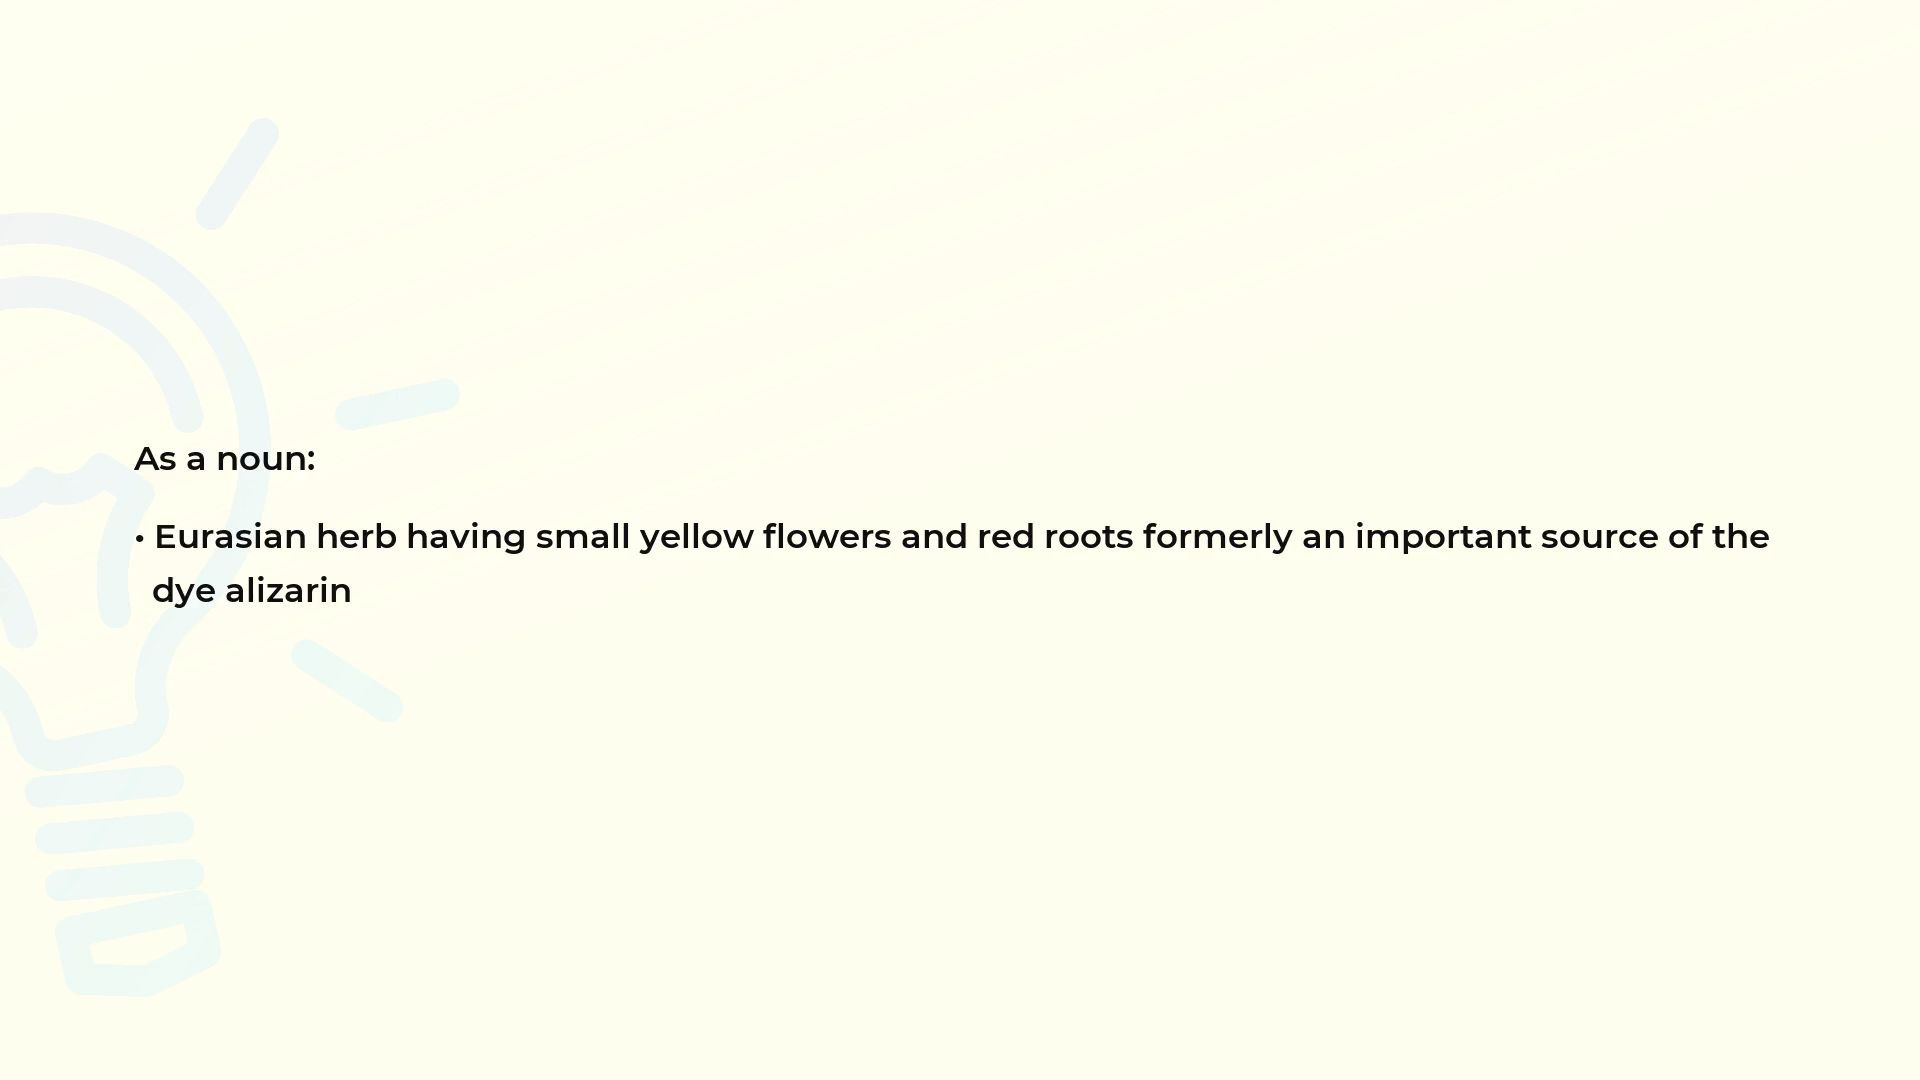 As a noun:
• Eurasian herb having small yellow flowers and red roots formerly an important source of the
dye alizarin